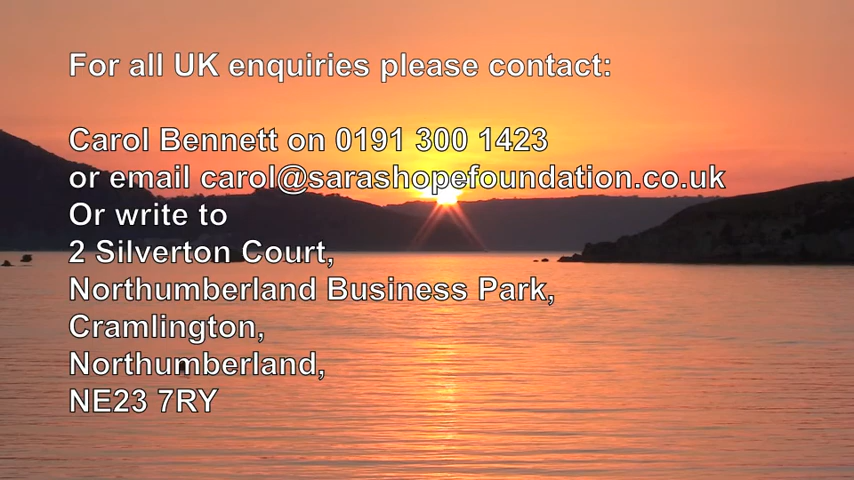 For all UK enquiries please contact:
Carol Bennett on 0191 300 1423
or email carol@sarashopefoundation.co.uk
Or write to
2 Silverton Court,
Northumberland Business Park,
Cramlington,
Northumberland,
NE23 7RY